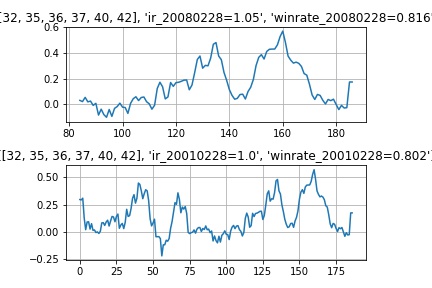 [32, 35, 36, 37, 40, 42], 'ir_20080228=1.05', 'winrate_20080228=0.816'
0.6
0.4
0.2
0.0
80 100 120 140 160 180
[[32, 35, 36, 37, 40, 42], 'ir_20010228=1.0', 'winrate_20010228=0.802']
0.50
0.25
0.00
−0.25
0 25 50 75 100 125 150 175